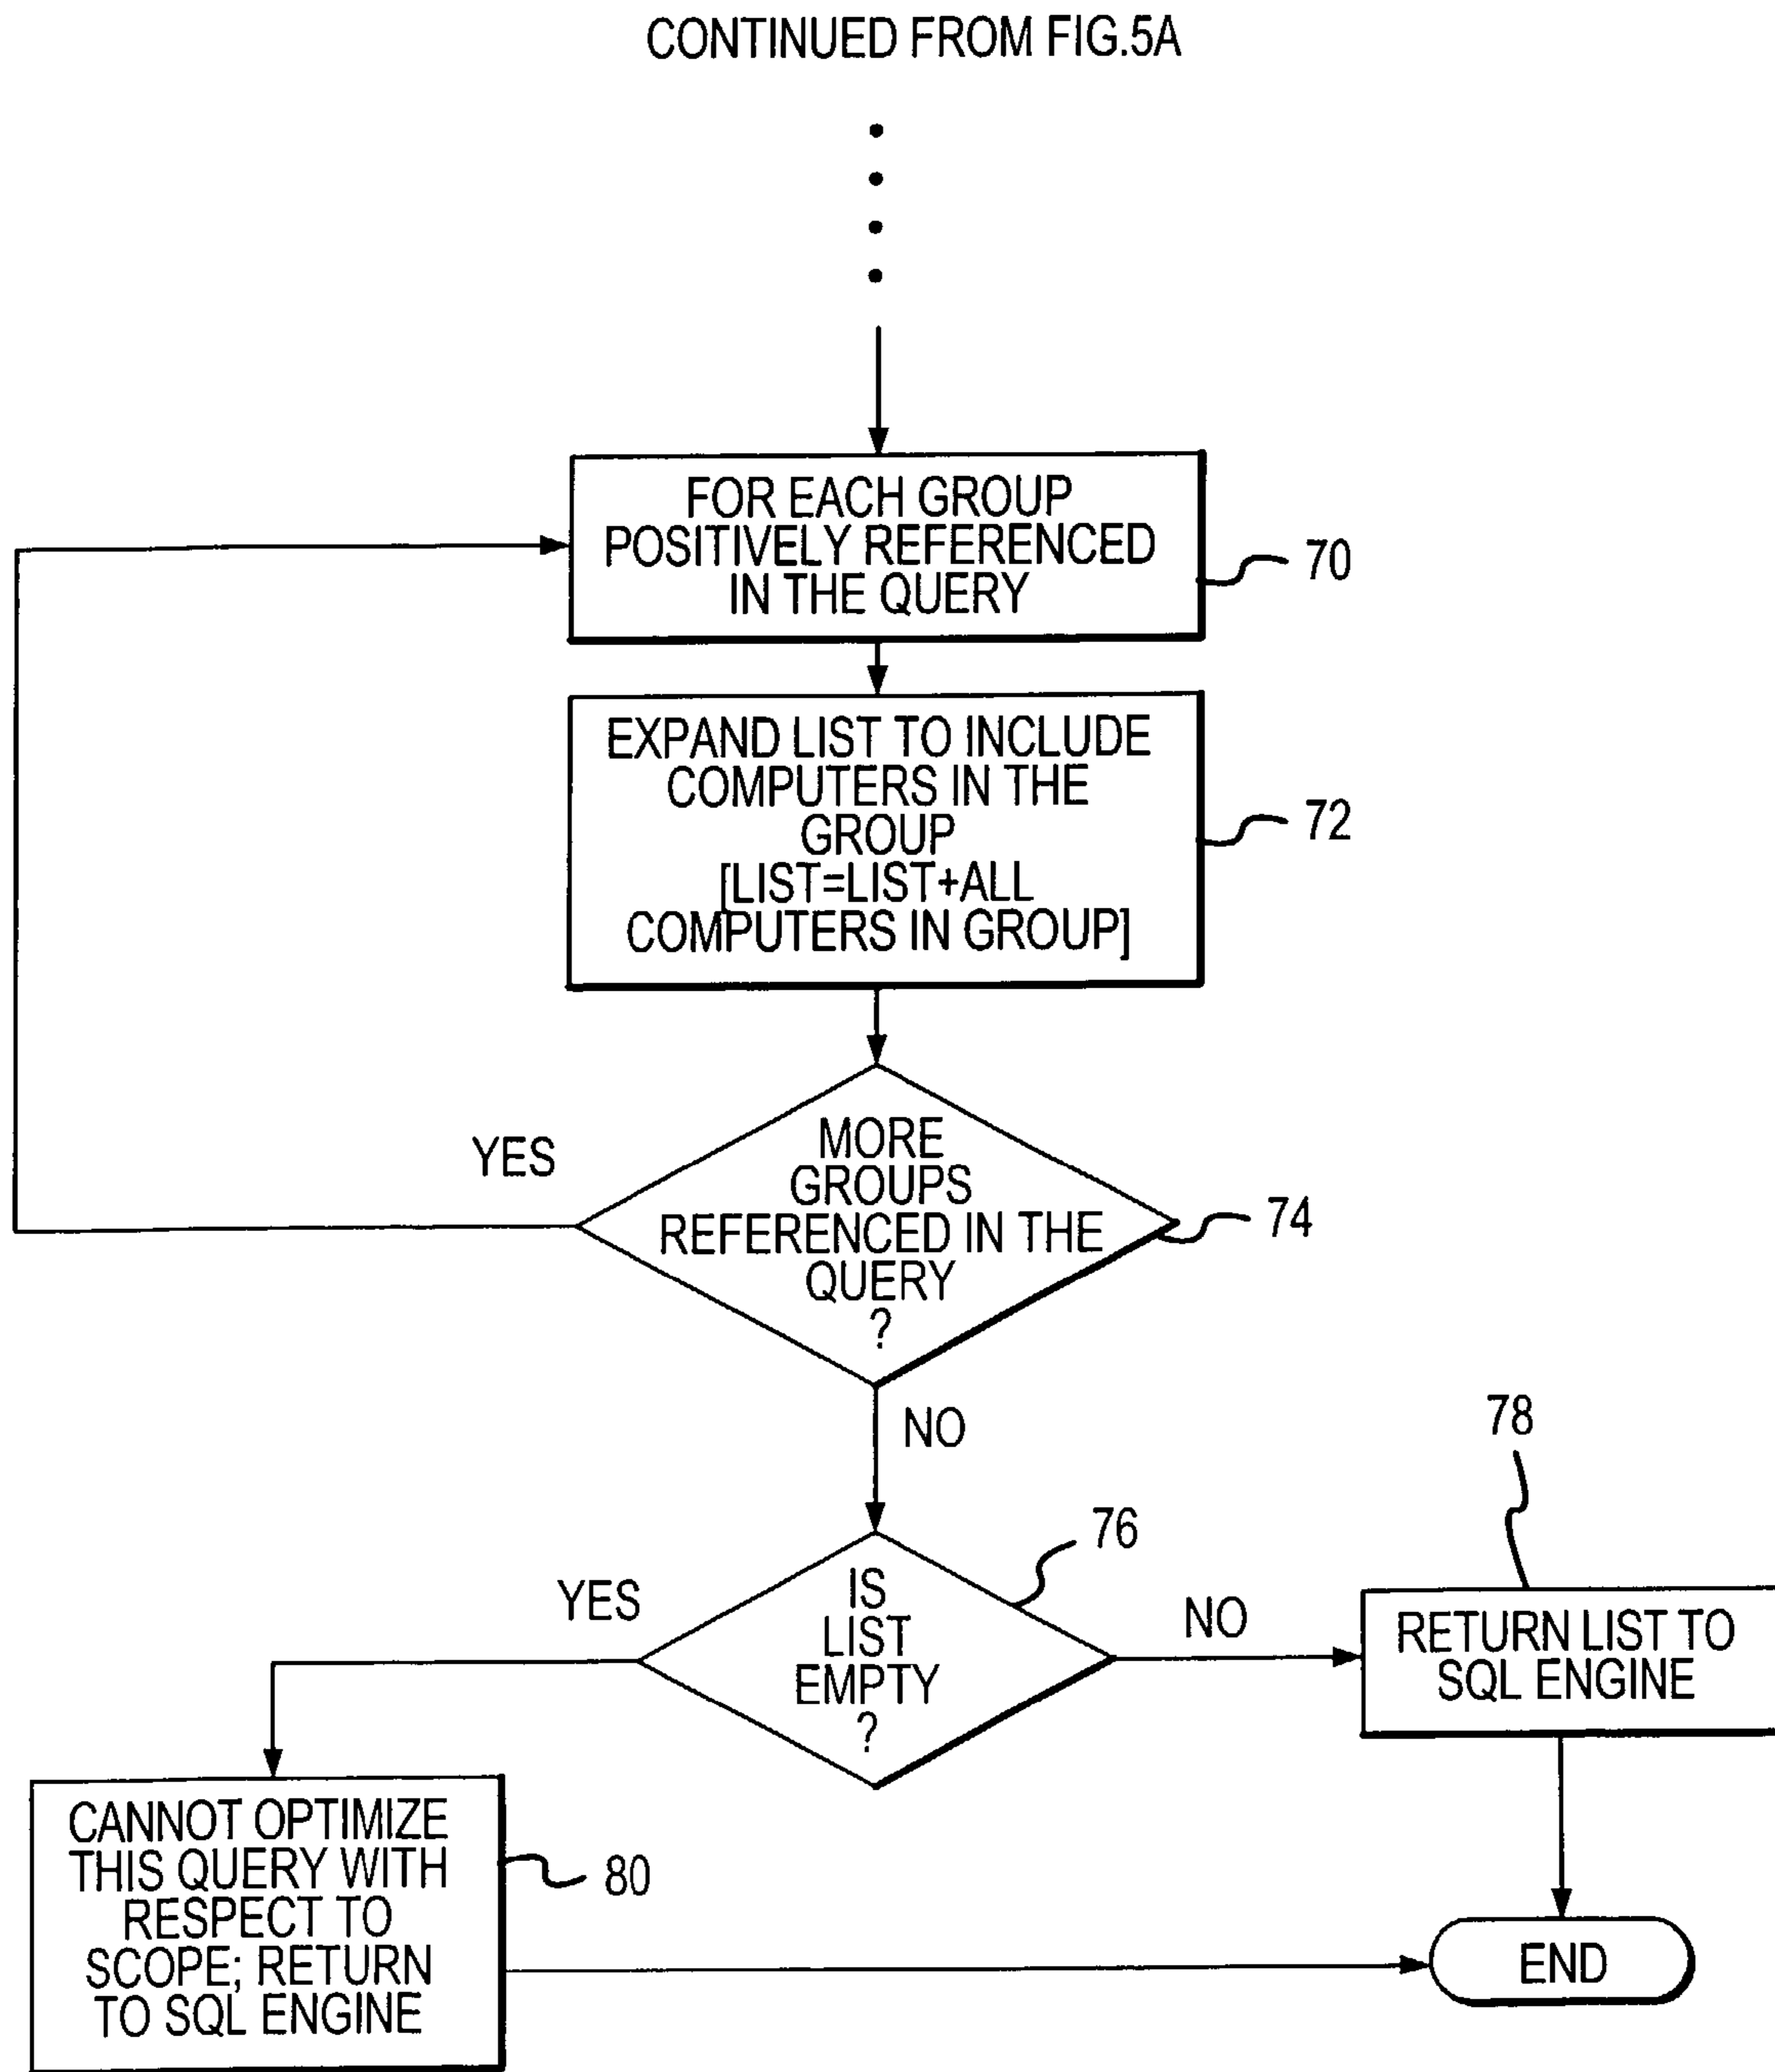 CONTINUED FROM FIG.5A
FOR EACH GROUP
POSITIVELY REFERENCED
IN THE QUERY
70
EXPAND LIST TO INCLUDE
COMPUTERS IN THE
GROUP
[LIST=LIST+ALL
COMPUTERS IN GROUP]
72
MORE
GROUPS
REFERENCED IN THE
QUERY
?
74
YES
NO
IS
LIST
EMPTY
?
76
YES
NO
78
RETURN LIST TO
SQL ENGINE
CANNOT OPTIMIZE
THIS QUERY WITH
RESPECT TO
SCOPE; RETURN
TO SQL ENGINE
80
END